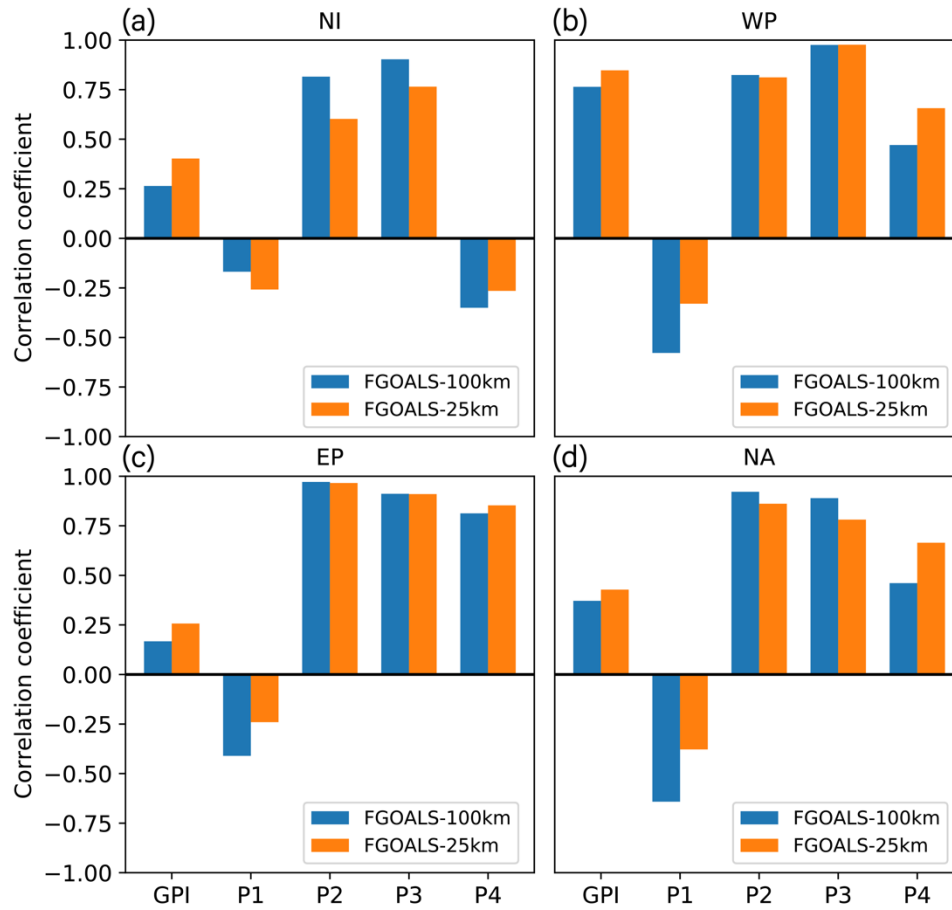 (a) NI
(b) WP
Correlation coefficient
1.00
0.75
0.50
0.25
0.00
−0.25
−0.50
−0.75
−1.00
FGOALS-100km
FGOALS-25km
FGOALS-100km
FGOALS-25km
(c) EP
(d) NA
Correlation coefficient
1.00
0.75
0.50
0.25
0.00
−0.25
−0.50
−0.75
−1.00
FGOALS-100km
FGOALS-25km
FGOALS-100km
FGOALS-25km
GPI P1 P2 P3 P4
GPI P1 P2 P3 P4